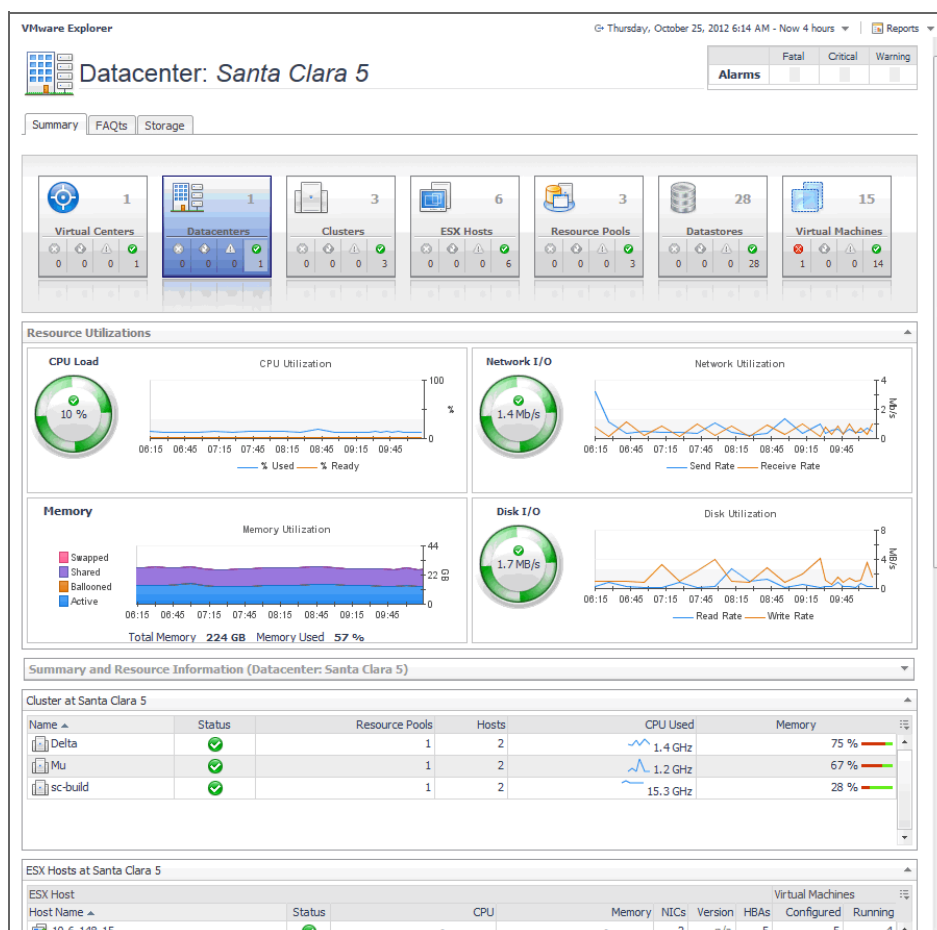 VMware Explorer
Thursday, October 25, 2012 6:14 AM - Now 4 hours
Reports
Datacenter: Santa Clara 5
Fatal Critical Warning
Alarms
Summary FAQts Storage
1 1 3 6 3 28 15
Virtual Centers Datacenters Clusters ESX Hosts Resource Pools Datastores Virtual Machines
0 0 0 1 0 0 0 1 0 0 0 3 0 0 0 6 0 0 0 3 0 0 0 28 1 0 0 14
Resource Utilizations
CPU Load
CPU Utilization
10 %
100
%
0
06:15 06:45 07:15 07:45 08:15 08:45 09:15 09:45
% Used % Ready
Network I/O
Network Utilization
1.4 Mb/s
4
2
0
Mb/s
06:15 06:45 07:15 07:45 08:15 08:45 09:15 09:45
Send Rate Receive Rate
Memory
Memory Utilization
Swapped
Shared
Ballooned
Active
44
22
0
GB
06:15 06:45 07:15 07:45 08:15 08:45 09:15 09:45
Total Memory 224 GB Memory Used 57 %
Disk I/O
Disk Utilization
1.7 MB/s
8
4
0
MB/s
06:15 06:45 07:15 07:45 08:15 08:45 09:15 09:45
Read Rate Write Rate
Summary and Resource Information (Datacenter: Santa Clara 5)
Cluster at Santa Clara 5
Name Status Resource Pools Hosts CPU Used Memory
Delta 1 2 1.4 GHz 75 %
Mu 1 2 1.2 GHz 67 %
sc-build 1 2 15.3 GHz 28 %
ESX Hosts at Santa Clara 5
ESX Host Virtual Machines
Host Name Status CPU Memory NICs Version HBAs Configured Running